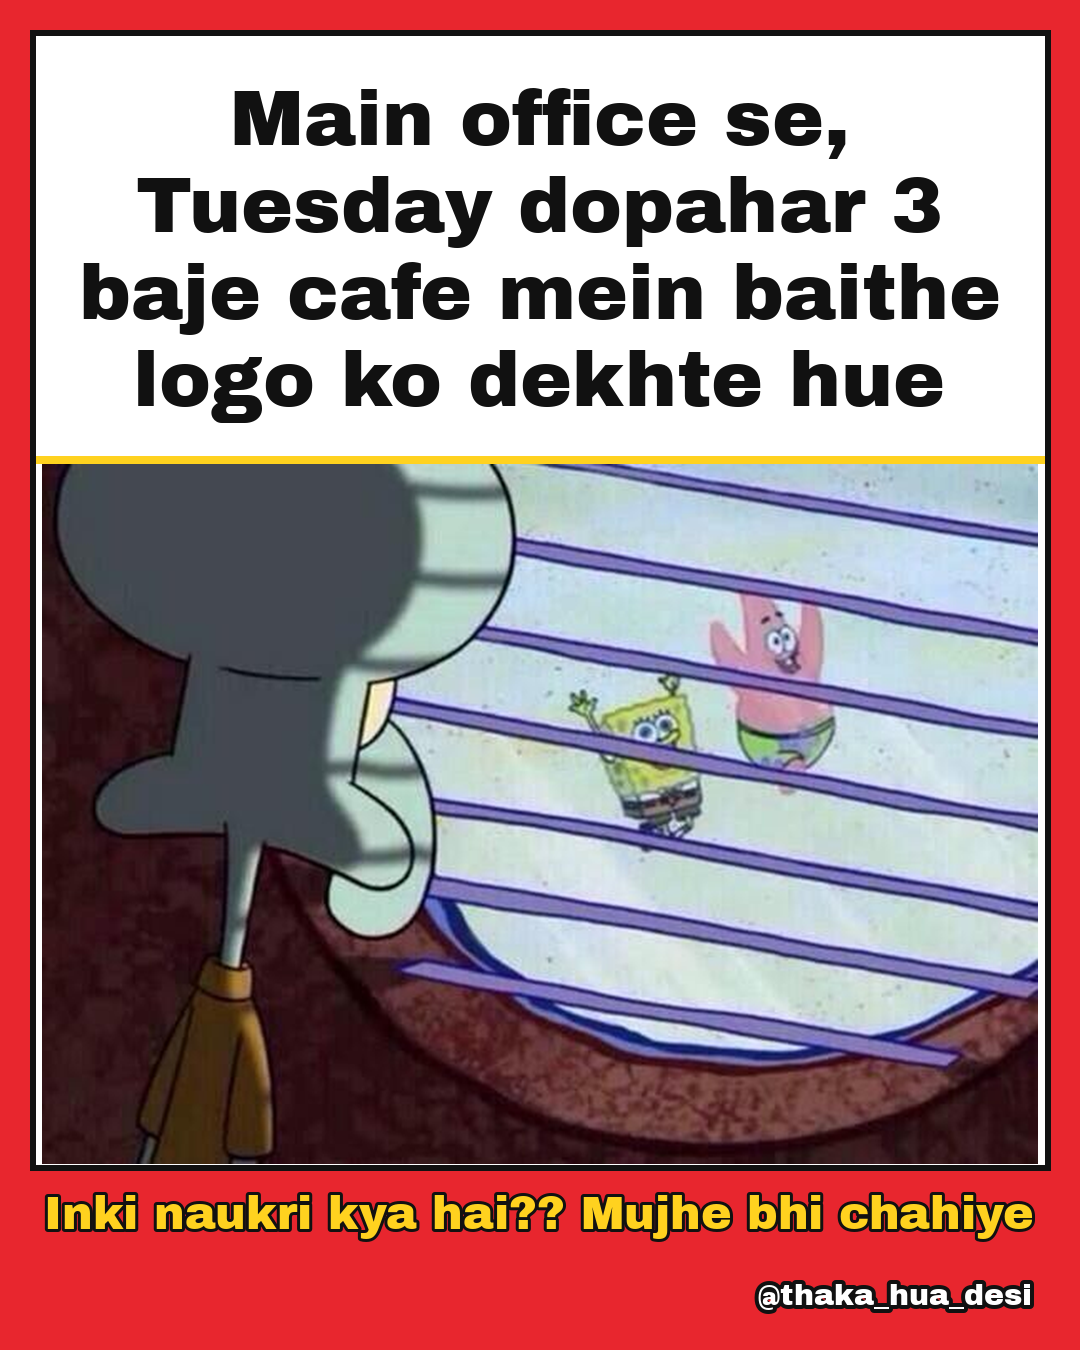 Main office se,
Tuesday dopahar 3
baje cafe mein baithe
logo ko dekhte hue
Inki naukri kya hai?? Mujhe bhi chahiye
@thaka_hua_desi